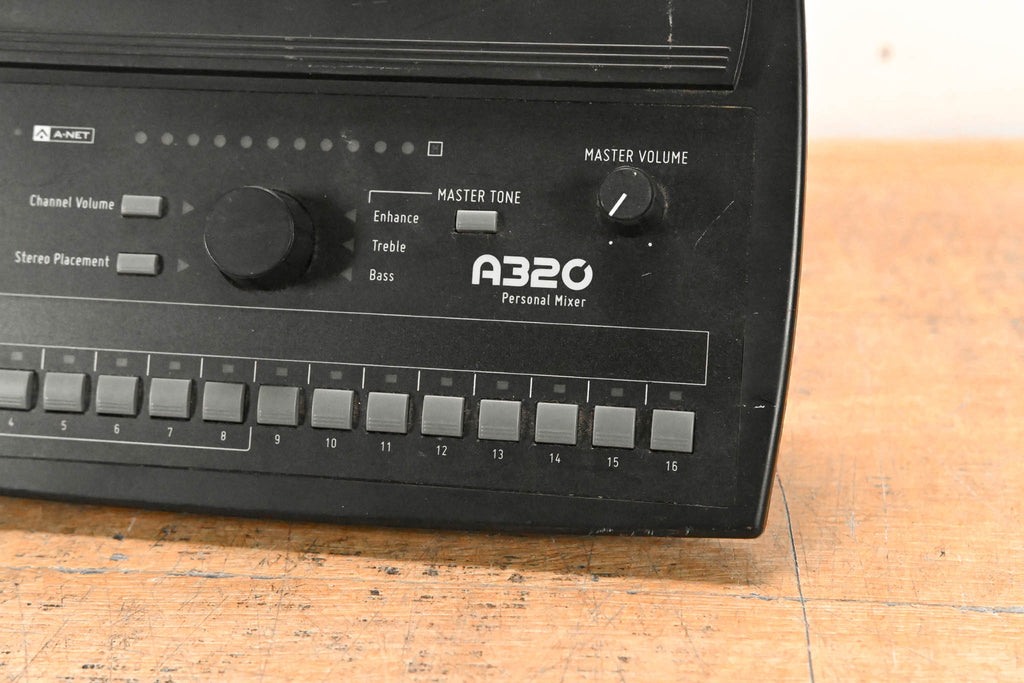 A-NET
MASTER VOLUME
Channel Volume
MASTER TONE
Enhance
Stereo Placement
Treble
Bass
A320
Personal Mixer
4 5 6 7 8 9 10 11 12 13 14 15 16